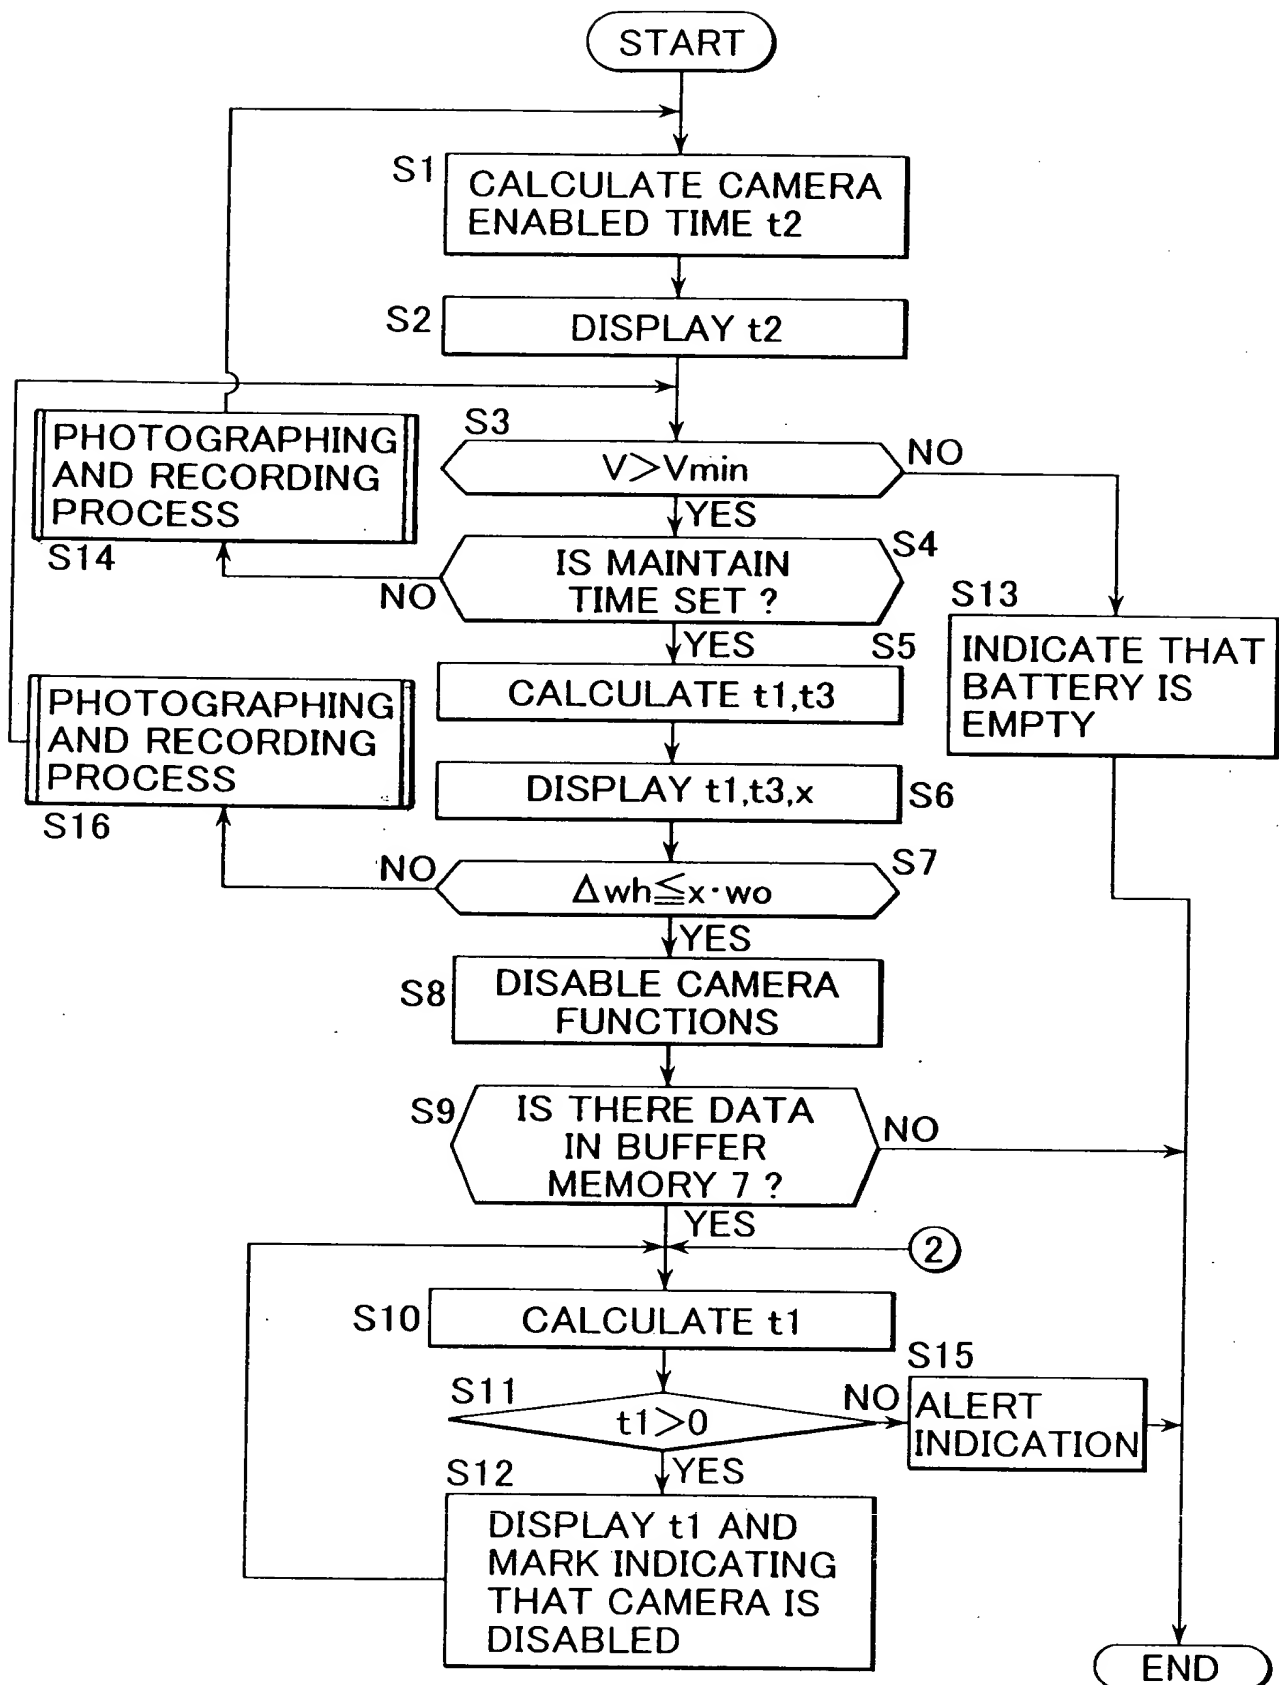 START
S1
CALCULATE CAMERA
ENABLED TIME t2
S2
DISPLAY t2
S3
V>Vmin
NO
YES
PHOTOGRAPHING
AND RECORDING
PROCESS
S14
S4
IS MAINTAIN
TIME SET ?
NO
YES
S13
INDICATE THAT
BATTERY IS
EMPTY
S5
CALCULATE t1,t3
PHOTOGRAPHING
AND RECORDING
PROCESS
S16
DISPLAY t1,t3,x
S6
S7
NO
Δwh≦x·wo
YES
S8
DISABLE CAMERA
FUNCTIONS
S9
IS THERE DATA
IN BUFFER
MEMORY 7 ?
NO
YES
2
S10
CALCULATE t1
S11
t1>0
NO
S15
ALERT
INDICATION
YES
S12
DISPLAY t1 AND
MARK INDICATING
THAT CAMERA IS
DISABLED
END